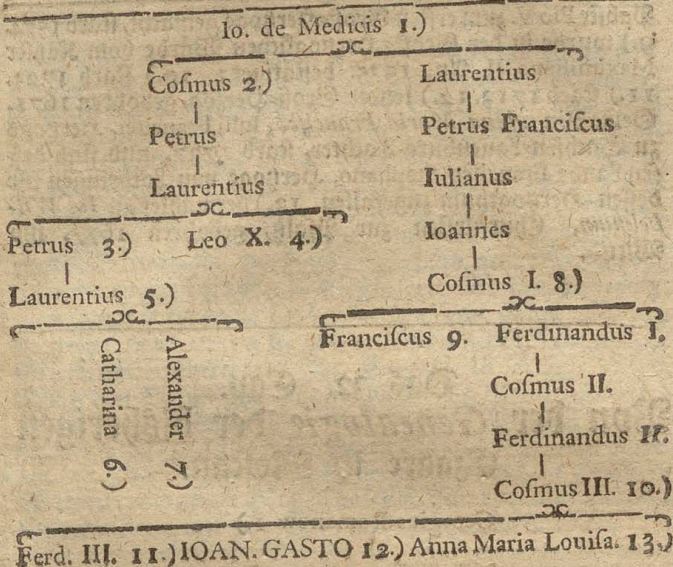 Io. de Medicis 1.)
Coſmus 2.) Laurentius
Petrus Petrus Franciſcus
Laurentius Iulianus
Petrus 3.) Leo X. 4.) Ioannes
Laurentius 5.) Coſmus I. 8.)
Catharina 6.)
Alexander 7.)
Franciſcus 9. Ferdinandus I.
Coſmus II.
Ferdinandus II.
Coſmus III. 10.)
Ferd. III. 11.) IOAN. GASTO 12.) Anna Maria Louiſa. 13.)